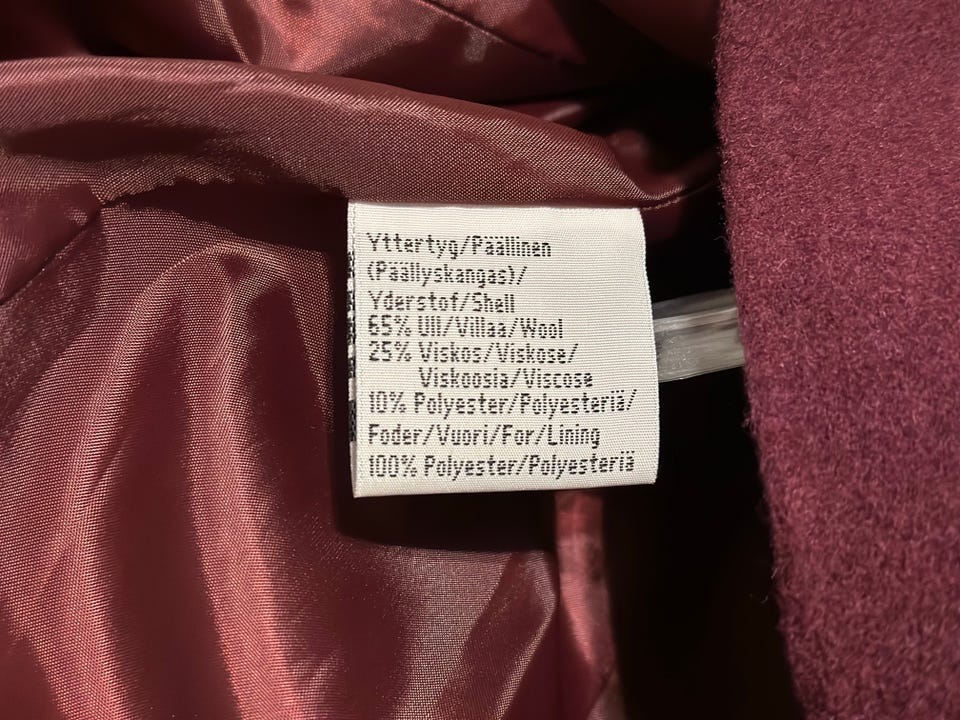 Yttertyg/Päällinen
(Päällyskangas)/
Yderstof/Shell
65% Ull/Villaa/Wool
25% Viskos/Viskose/
Viskoosia/Viscose
10% Polyester/Polyesteriä/
Foder/Vuori/For/Lining
100% Polyester/Polyesteriä